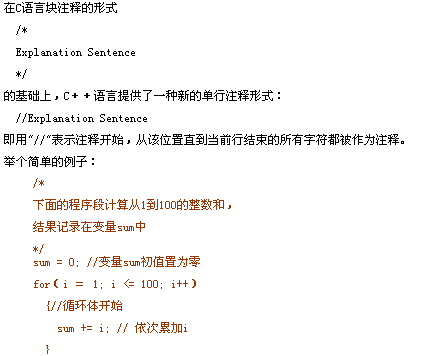 在C语言块注释的形式
/*
Explanation Sentence
*/
的基础上，C＋＋语言提供了一种新的单行注释形式：
//Explanation Sentence
即用“//“表示注释开始，从该位置直到当前行结束的所有字符都被作为注释。
举个简单的例子：
/*
下面的程序段计算从1到100的整数和，
结果记录在变量sum中
*/
sum = 0; //变量sum初值置为零
for( i ＝ 1; i <= 100; i++)
{//循环体开始
sum += i; // 依次累加i
}